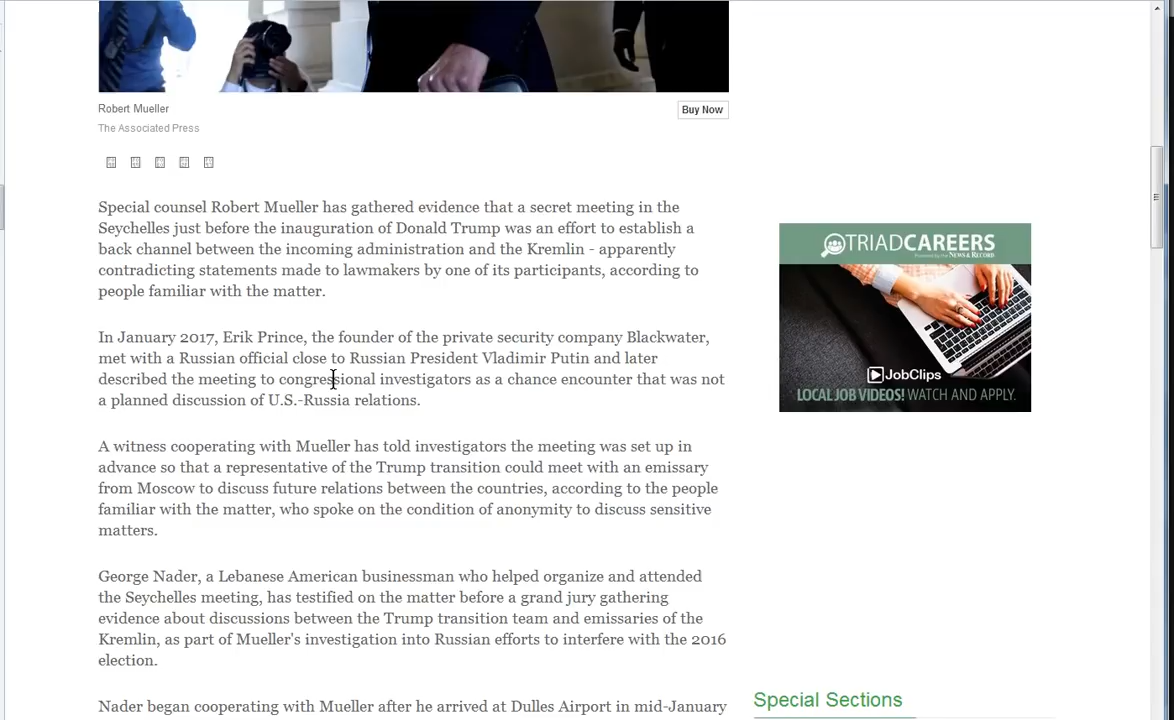 Robert Mueller
Buy Now
The Associated Press
Special counsel Robert Mueller has gathered evidence that a secret meeting in the
Seychelles just before the inauguration of Donald Trump was an effort to establish a
back channel between the incoming administration and the Kremlin - apparently
contradicting statements made to lawmakers by one of its participants, according to
people familiar with the matter.
In January 2017, Erik Prince, the founder of the private security company Blackwater,
met with a Russian official close to Russian President Vladimir Putin and later
described the meeting to congressional investigators as a chance encounter that was not
a planned discussion of U.S.-Russia relations.
A witness cooperating with Mueller has told investigators the meeting was set up in
advance so that a representative of the Trump transition could meet with an emissary
from Moscow to discuss future relations between the countries, according to the people
familiar with the matter, who spoke on the condition of anonymity to discuss sensitive
matters.
George Nader, a Lebanese American businessman who helped organize and attended
the Seychelles meeting, has testified on the matter before a grand jury gathering
evidence about discussions between the Trump transition team and emissaries of the
Kremlin, as part of Mueller's investigation into Russian efforts to interfere with the 2016
election.
Nader began cooperating with Mueller after he arrived at Dulles Airport in mid-January
TRIADCAREERS
Powered by the NEWS & RECORD
JobClips
LOCAL JOB VIDEOS! WATCH AND APPLY.
Special Sections